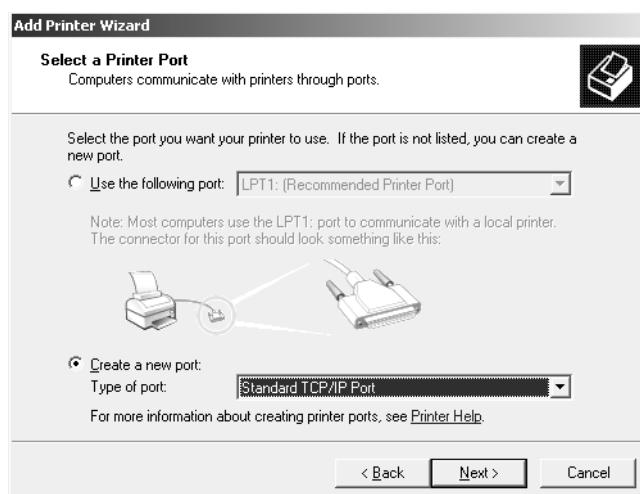 Add Printer Wizard
Select a Printer Port
Computers communicate with printers through ports.
Select the port you want your printer to use. If the port is not listed, you can create a
new port.
Use the following port: LPT1: (Recommended Printer Port)
Note: Most computers use the LPT1: port to communicate with a local printer.
The connector for this port should look something like this:
Create a new port:
Type of port: Standard TCP/IP Port
For more information about creating printer ports, see Printer Help.
< Back Next > Cancel